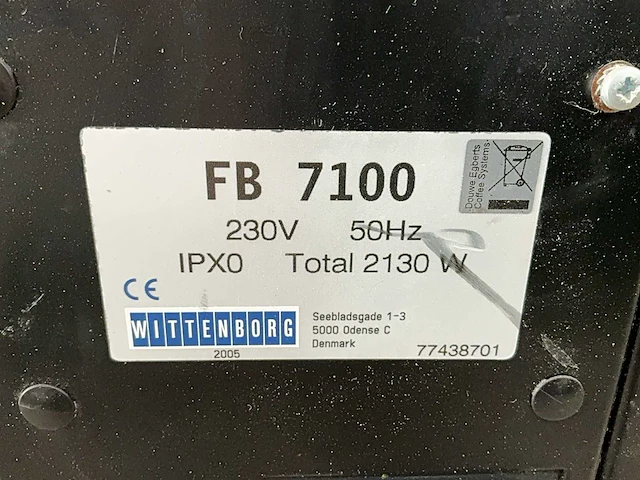 FB 7100
Douwe Egberts
Coffee Systems
230V 50Hz
IPX0 Total 2130 W
CE
WITTENBORG
2005
Seebladsgade 1-3
5000 Odense C
Denmark
77438701